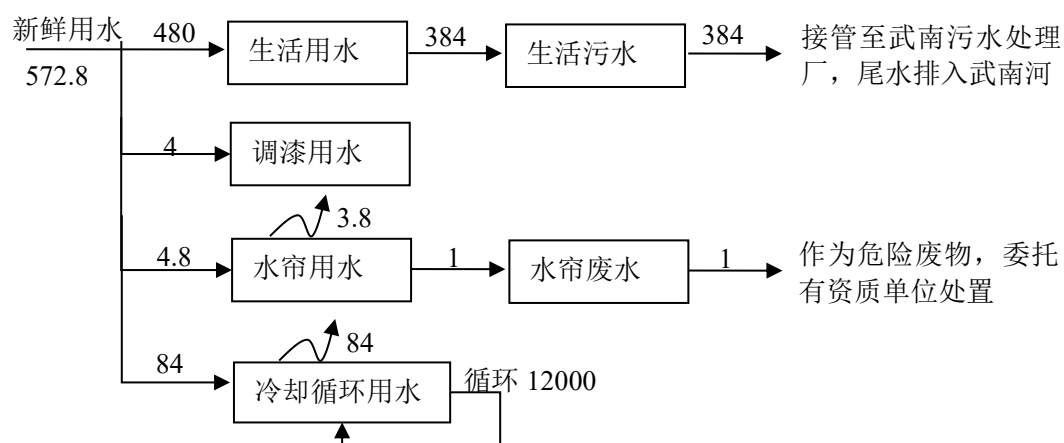 新鲜用水
572.8
480
生活用水
384
生活污水
384
接管至武南污水处理
厂，尾水排入武南河
4
调漆用水
3.8
4.8
水帘用水
1
水帘废水
1
作为危险废物，委托
有资质单位处置
84
84
冷却循环用水
循环 12000